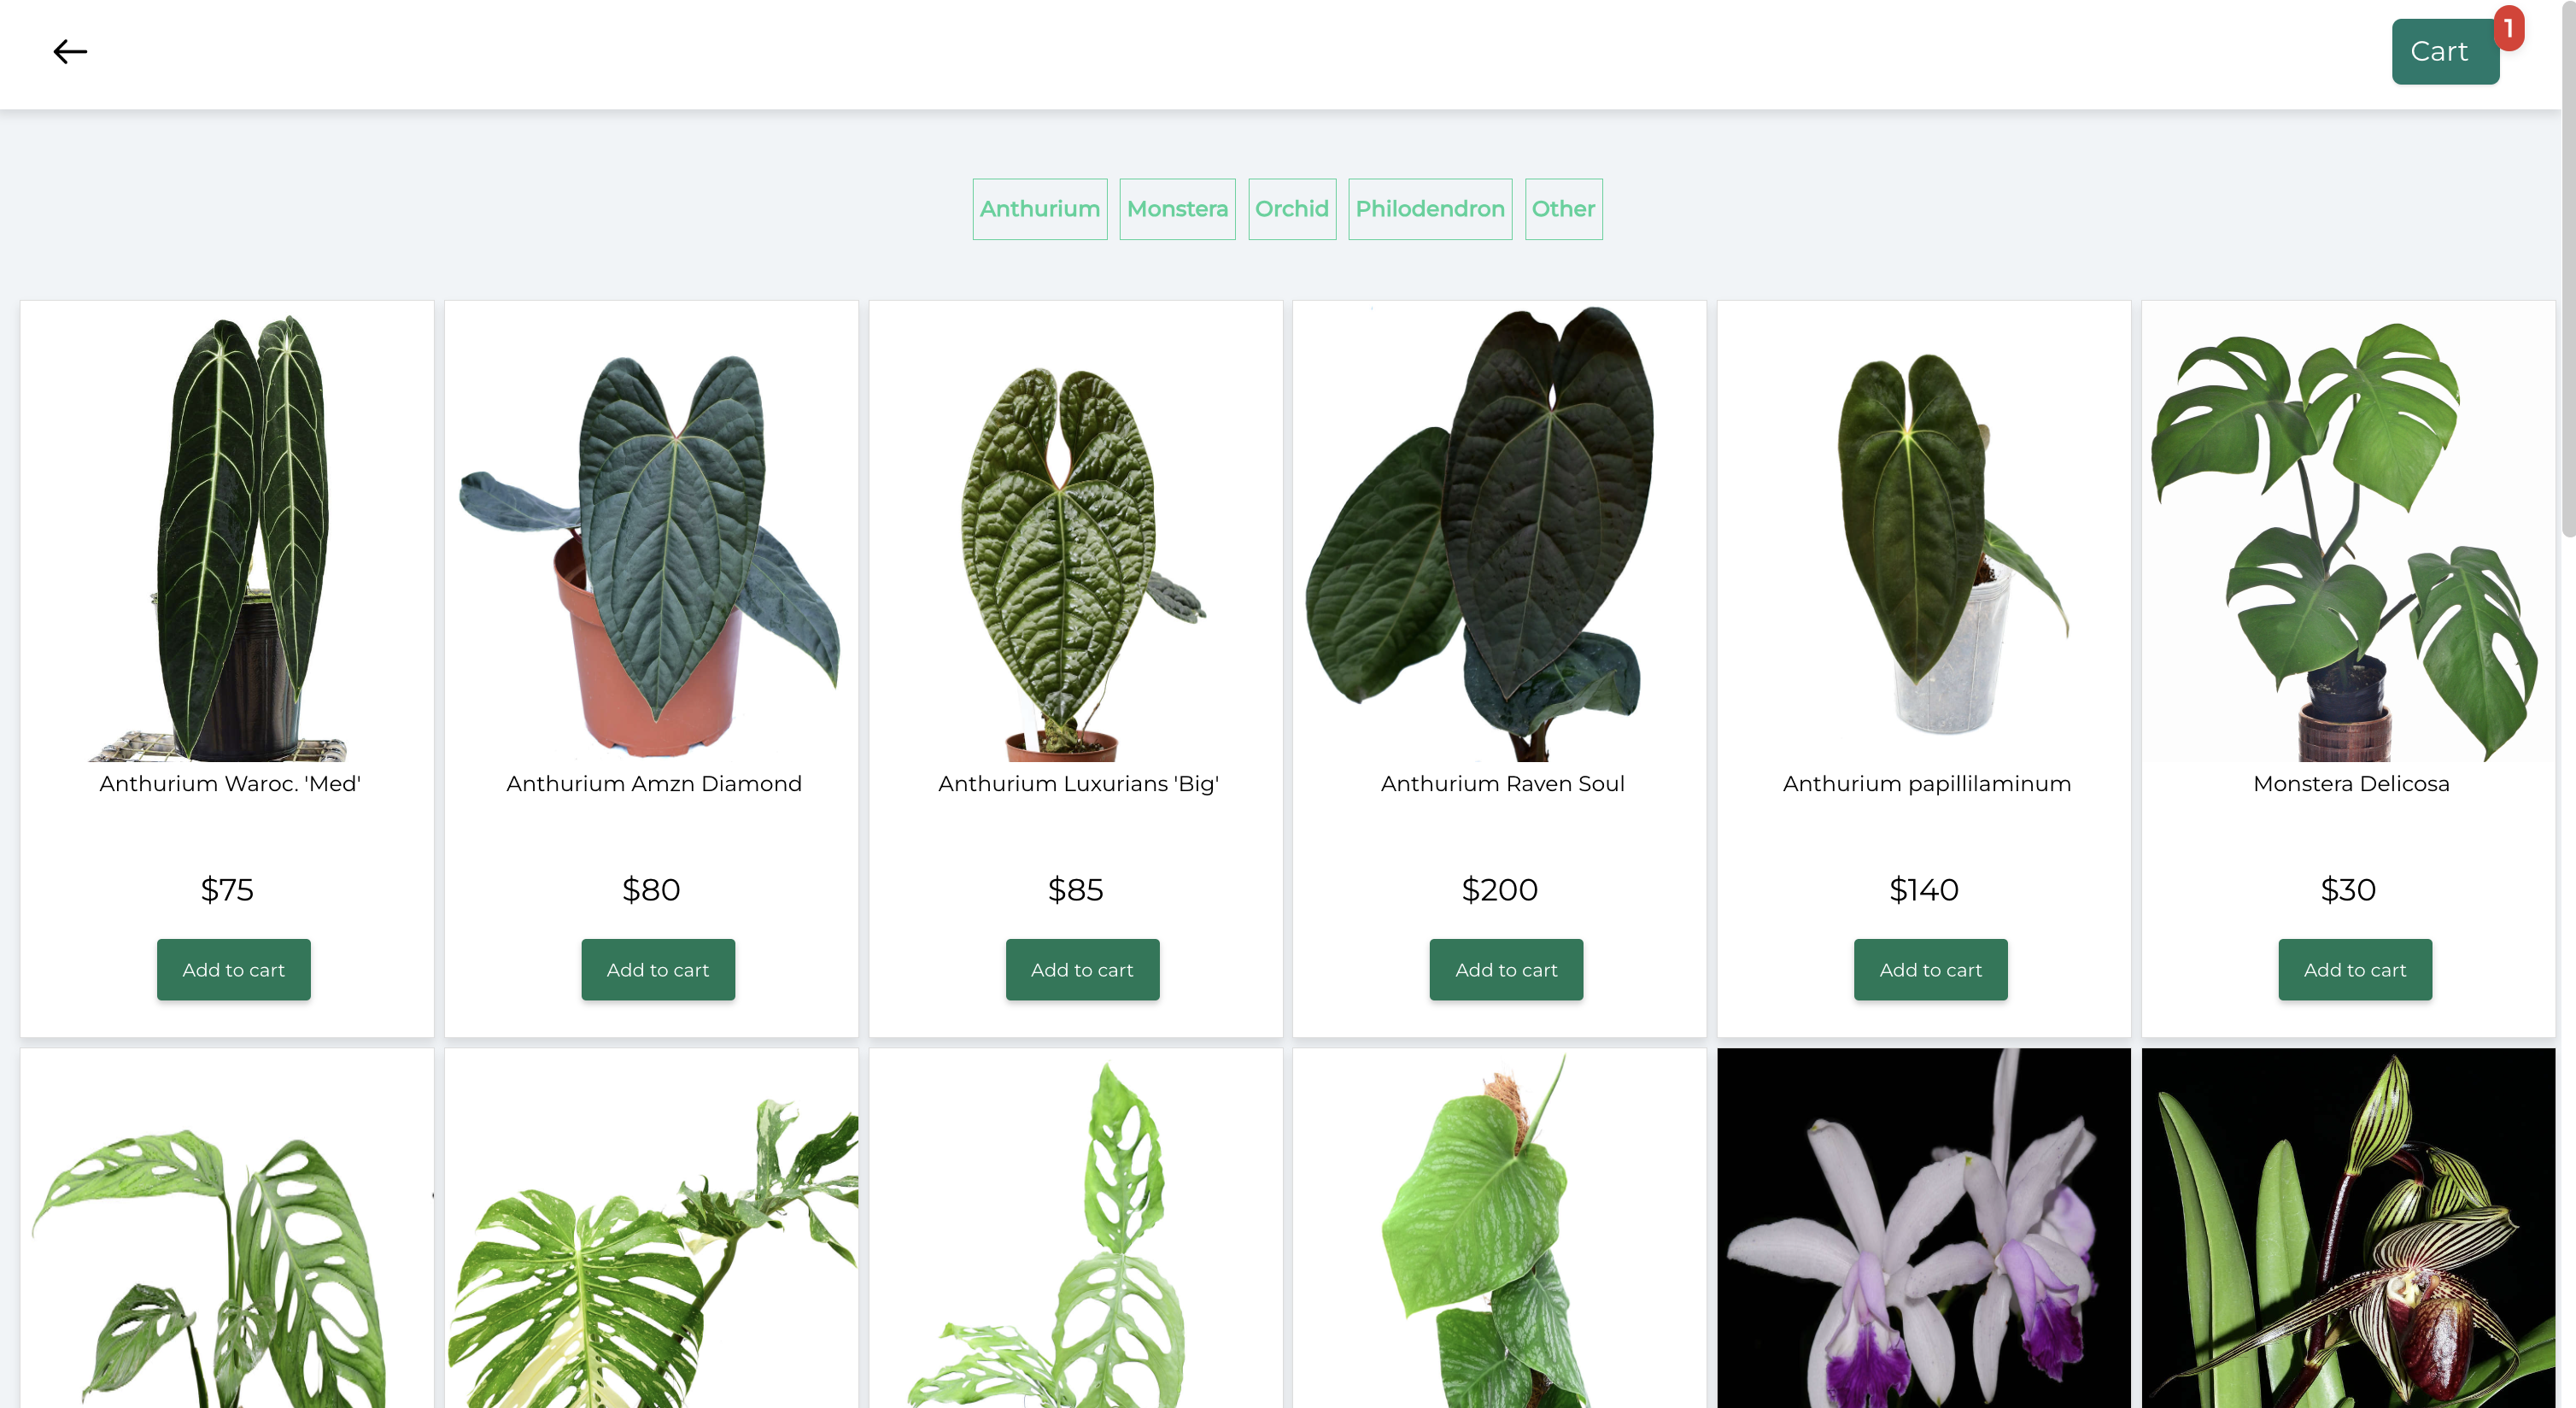 Cart
1
Anthurium
Monstera
Orchid
Philodendron
Other
Anthurium Waroc. 'Med'
$75
Add to cart
Anthurium Amzn Diamond
$80
Add to cart
Anthurium Luxurians 'Big'
$85
Add to cart
Anthurium Raven Soul
$200
Add to cart
Anthurium papillilaminum
$140
Add to cart
Monstera Delicosa
$30
Add to cart